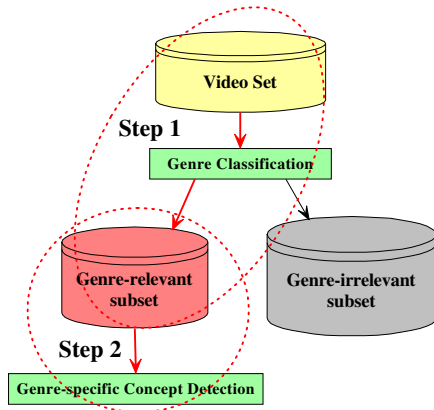 Video Set
Step 1
Genre Classification
Genre-relevant
subset
Genre-irrelevant
subset
Step 2
Genre-specific Concept Detection